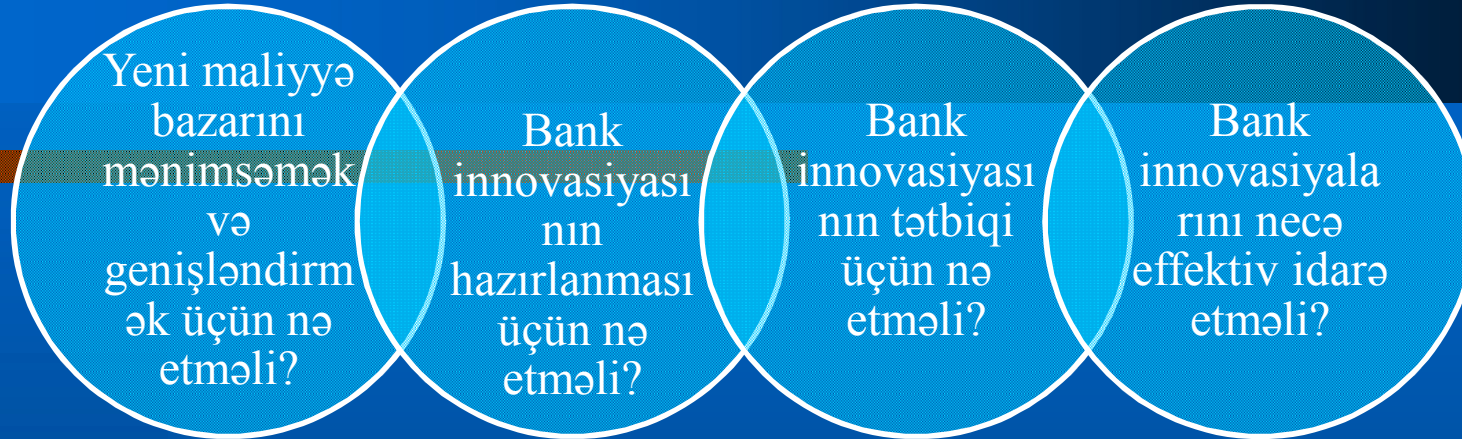 Yeni maliyyə
bazarını
mənimsəmək
və
genişləndirm
ək üçün nə
etməli?
Bank
innovasiyası
nın
hazırlanması
üçün nə
etməli?
Bank
innovasiyası
nın tətbiqi
üçün nə
etməli?
Bank
innovasiyala
rını necə
effektiv idarə
etməli?